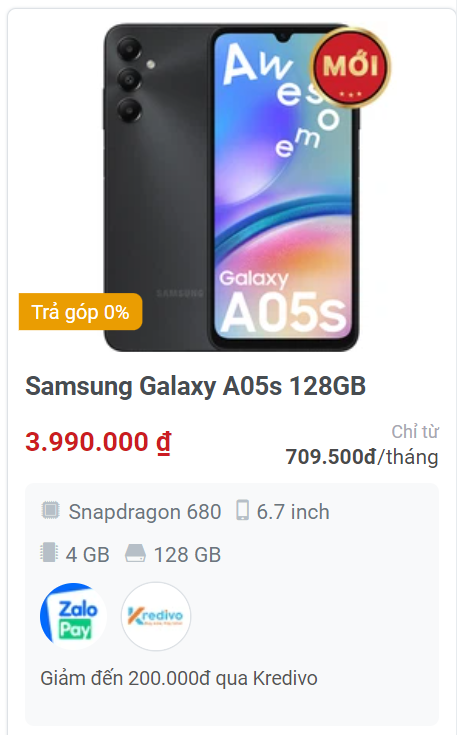 MỚI
Awesome
Galaxy
A05s
SAMSUNG
Trả góp 0%
Samsung Galaxy A05s 128GB
3.990.000 ₫
Chỉ từ
709.500đ/tháng
Snapdragon 680 6.7 inch
4 GB 128 GB
Zalo
Pay
Kredivo
Giảm đến 200.000đ qua Kredivo